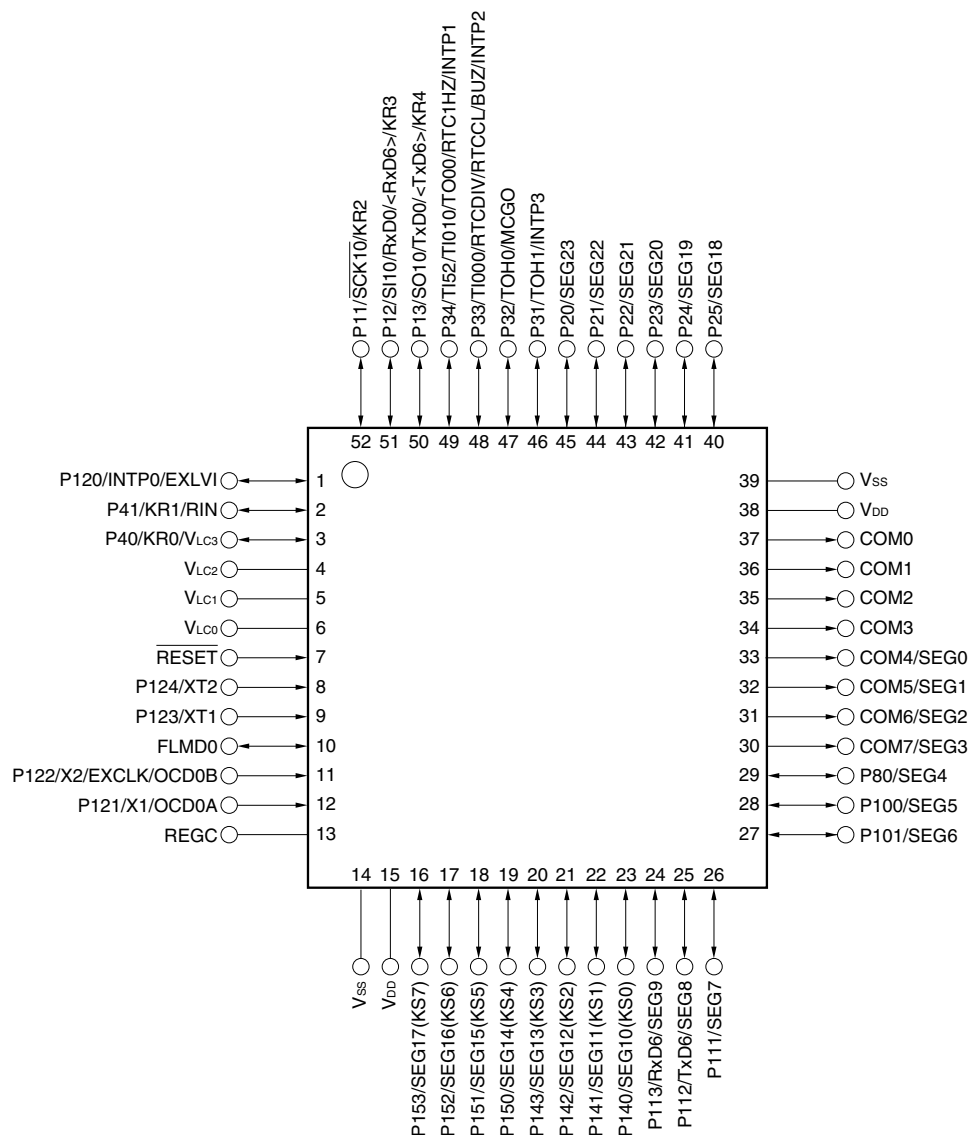 P11/SCK10/KR2
P12/SI10/RxD0/<RxD6>/KR3
P13/SO10/TxD0/<TxD6>/KR4
P34/TI52/TI010/TO00/RTC1HZ/INTP1
P33/TI000/RTCDIV/RTCCL/BUZ/INTP2
P32/TOH0/MCGO
P31/TOH1/INTP3
P20/SEG23
P21/SEG22
P22/SEG21
P23/SEG20
P24/SEG19
P25/SEG18
52 51 50 49 48 47 46 45 44 43 42 41 40
P120/INTP0/EXLVI 1
P41/KR1/RIN 2
P40/KR0/VLC3 3
VLC2 4
VLC1 5
VLC0 6
RESET 7
P124/XT2 8
P123/XT1 9
FLMD0 10
P122/X2/EXCLK/OCD0B 11
P121/X1/OCD0A 12
REGC 13
39 VSS
38 VDD
37 COM0
36 COM1
35 COM2
34 COM3
33 COM4/SEG0
32 COM5/SEG1
31 COM6/SEG2
30 COM7/SEG3
29 P80/SEG4
28 P100/SEG5
27 P101/SEG6
14 15 16 17 18 19 20 21 22 23 24 25 26
VSS
VDD
P153/SEG17(KS7)
P152/SEG16(KS6)
P151/SEG15(KS5)
P150/SEG14(KS4)
P143/SEG13(KS3)
P142/SEG12(KS2)
P141/SEG11(KS1)
P140/SEG10(KS0)
P113/RxD6/SEG9
P112/TxD6/SEG8
P111/SEG7